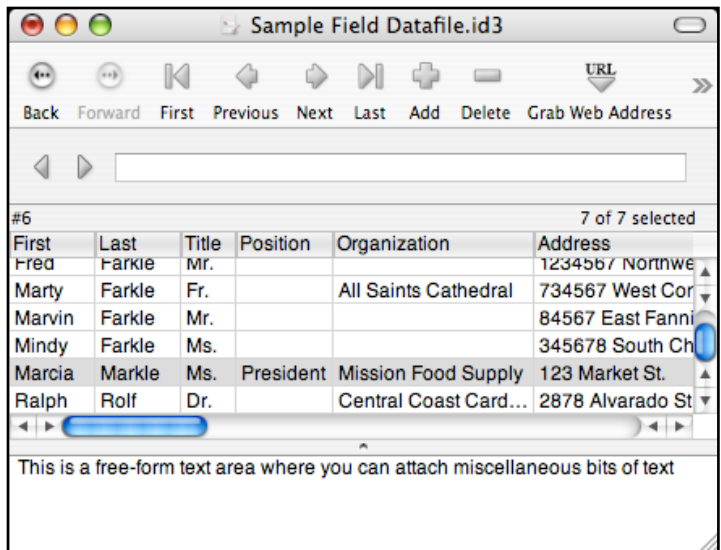 Sample Field Datafile.id3
URL
Back Forward First Previous Next Last Add Delete Grab Web Address
#6 7 of 7 selected
First Last Title Position Organization Address
Fred Farkle Mr. 1234567 Northwe
Marty Farkle Fr. All Saints Cathedral 734567 West Cor
Marvin Farkle Mr. 84567 East Fanni
Mindy Farkle Ms. 345678 South Ch
Marcia Markle Ms. President Mission Food Supply 123 Market St.
Ralph Rolf Dr. Central Coast Card... 2878 Alvarado St
This is a free-form text area where you can attach miscellaneous bits of text